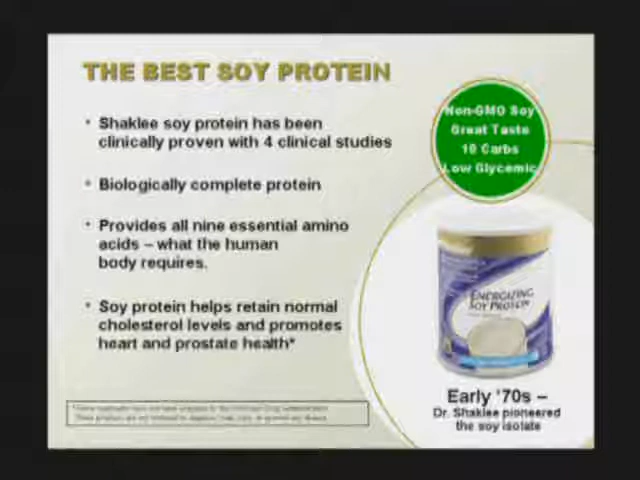 THE BEST SOY PROTEIN
• Shaklee soy protein has been
clinically proven with 4 clinical studies
• Biologically complete protein
• Provides all nine essential amino
acids – what the human
body requires.
• Soy protein helps retain normal
cholesterol levels and promotes
heart and prostate health*
Non-GMO Soy
Great Taste
10 Carbs
Low Glycemic
ENERGIZING
SOY PROTEIN
Early '70s –
Dr. Shaklee pioneered
the soy isolate